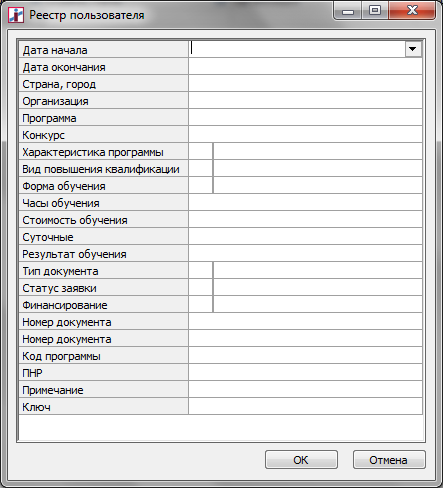 Реестр пользователя
Дата начала
Дата окончания
Страна, город
Организация
Программа
Конкурс
Характеристика программы
Вид повышения квалификации
Форма обучения
Часы обучения
Стоимость обучения
Суточные
Результат обучения
Тип документа
Статус заявки
Финансирование
Номер документа
Номер документа
Код программы
ПНР
Примечание
Ключ
OK
Отмена